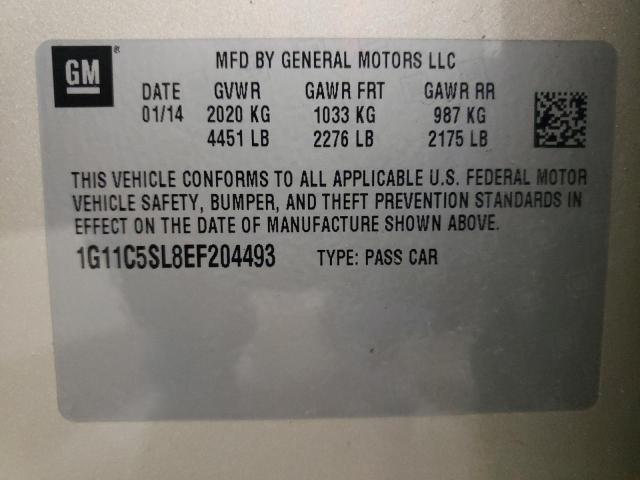 GM®
MFD BY GENERAL MOTORS LLC
DATE GVWR GAWR FRT GAWR RR
01/14 2020 KG 1033 KG 987 KG
4451 LB 2276 LB 2175 LB
THIS VEHICLE CONFORMS TO ALL APPLICABLE U.S. FEDERAL MOTOR
VEHICLE SAFETY, BUMPER, AND THEFT PREVENTION STANDARDS IN
EFFECT ON THE DATE OF MANUFACTURE SHOWN ABOVE.
1G11C5SL8EF204493 TYPE: PASS CAR